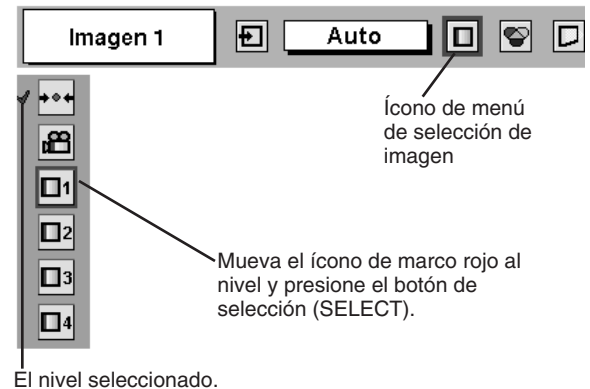 Imagen 1
Auto
Ícono de menú
de selección de
imagen
1
2
3
4
Mueva el ícono de marco rojo al
nivel y presione el botón de
selección (SELECT).
El nivel seleccionado.